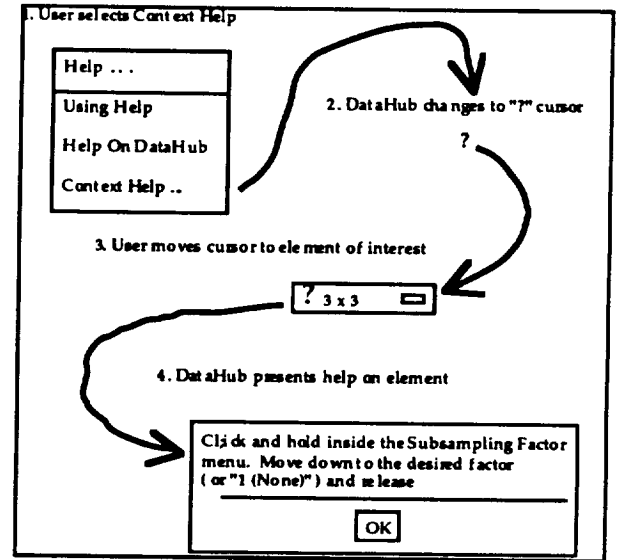 1. User selects Context Help
Help ...
Using Help
Help On DataHub
Context Help ..
2. DataHub changes to "?" cursor
?
3. User moves cursor to element of interest
? 3 x 3
4. DataHub presents help on element
Click and hold inside the Subsampling Factor
menu. Move down to the desired factor
( or "1 (None)" ) and release
OK